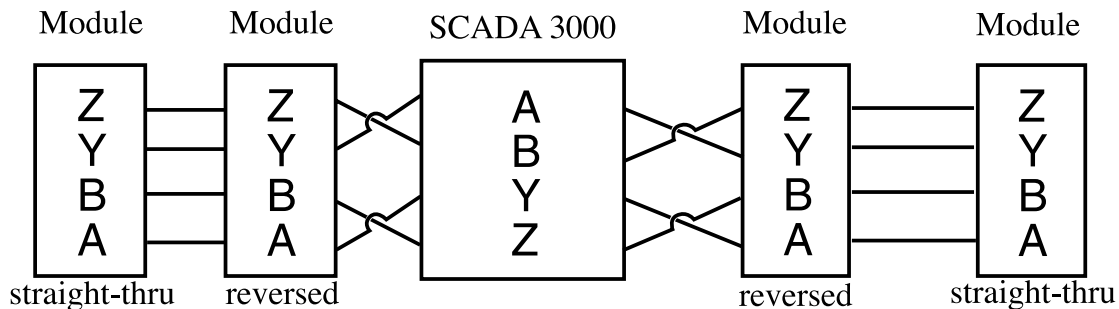 Module Module SCADA 3000 Module Module
Z Z A Z Z
Y Y B Y Y
B B Y B B
A A Z A A
straight-thru reversed reversed straight-thru